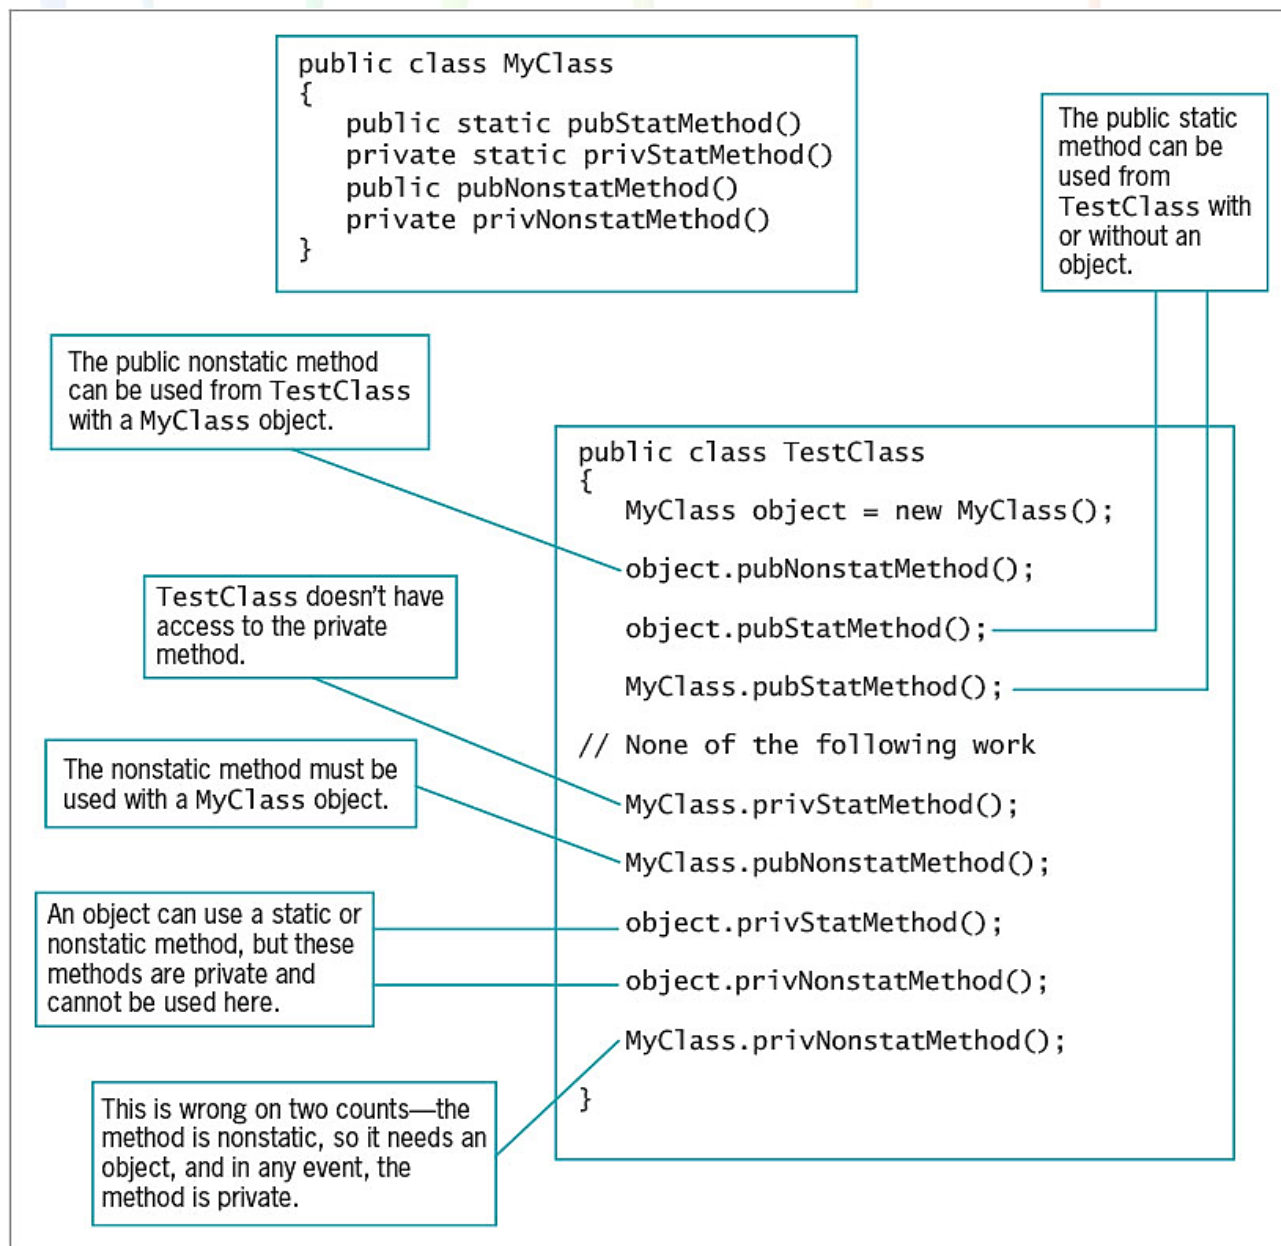 public class MyClass
{
public static pubStatMethod()
private static privStatMethod()
public pubNonstatMethod()
private privNonstatMethod()
}
The public static
method can be
used from
TestClass with
or without an
object.
The public nonstatic method
can be used from TestClass
with a MyClass object.
public class TestClass
{
MyClass object = new MyClass();
object.pubNonstatMethod();
object.pubStatMethod();
MyClass.pubStatMethod();
// None of the following work
MyClass.privStatMethod();
MyClass.pubNonstatMethod();
object.privStatMethod();
object.privNonstatMethod();
MyClass.privNonstatMethod();
}
TestClass doesn't have
access to the private
method.
The nonstatic method must be
used with a MyClass object.
An object can use a static or
nonstatic method, but these
methods are private and
cannot be used here.
This is wrong on two counts—the
method is nonstatic, so it needs an
object, and in any event, the
method is private.